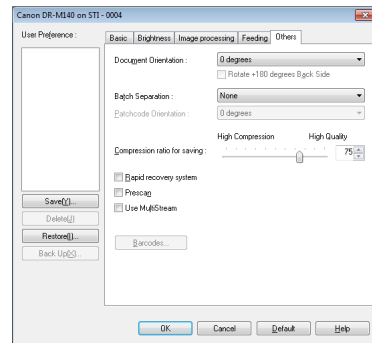 Canon DR-M140 on STI - 0004
User Preference :
Save(Y)...
Delete(J)
Restore(I)...
Back Up(X)...
Basic Brightness Image processing Feeding Others
Document Orientation : 0 degrees
Rotate +180 degrees Back Side
Batch Separation : None
Patchcode Orientation : 0 degrees
High Compression High Quality
Compression ratio for saving : 75
Rapid recovery system
Prescan
Use MultiStream
Barcodes...
OK Cancel Default Help